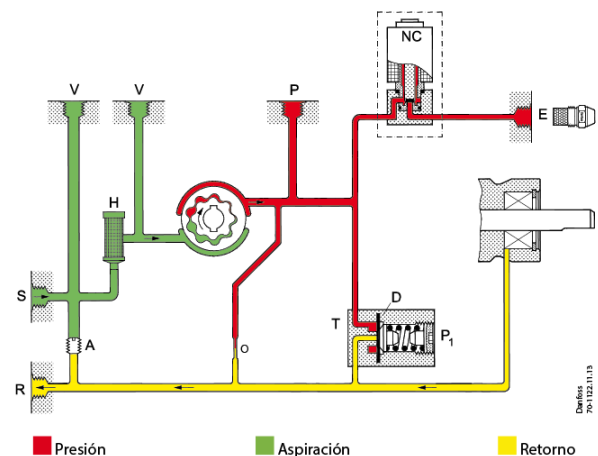 NC
V
V
P
E
H
S
D
T
P1
A
O
R
Danfoss
70-1122.11.13
Presión
Aspiración
Retorno